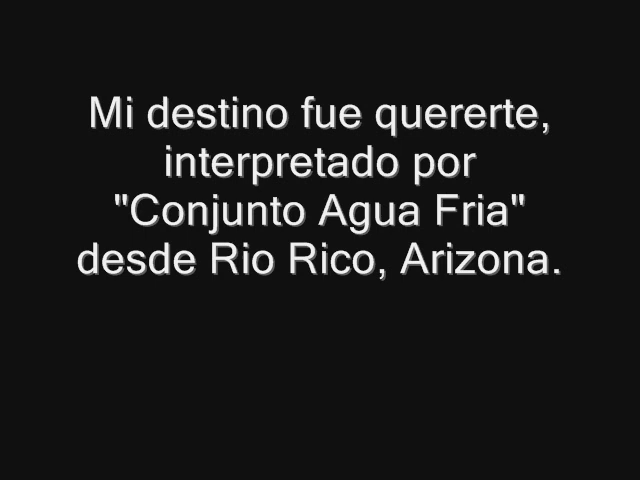 Mi destino fue quererte,
interpretado por
"Conjunto Agua Fria"
desde Rio Rico, Arizona.